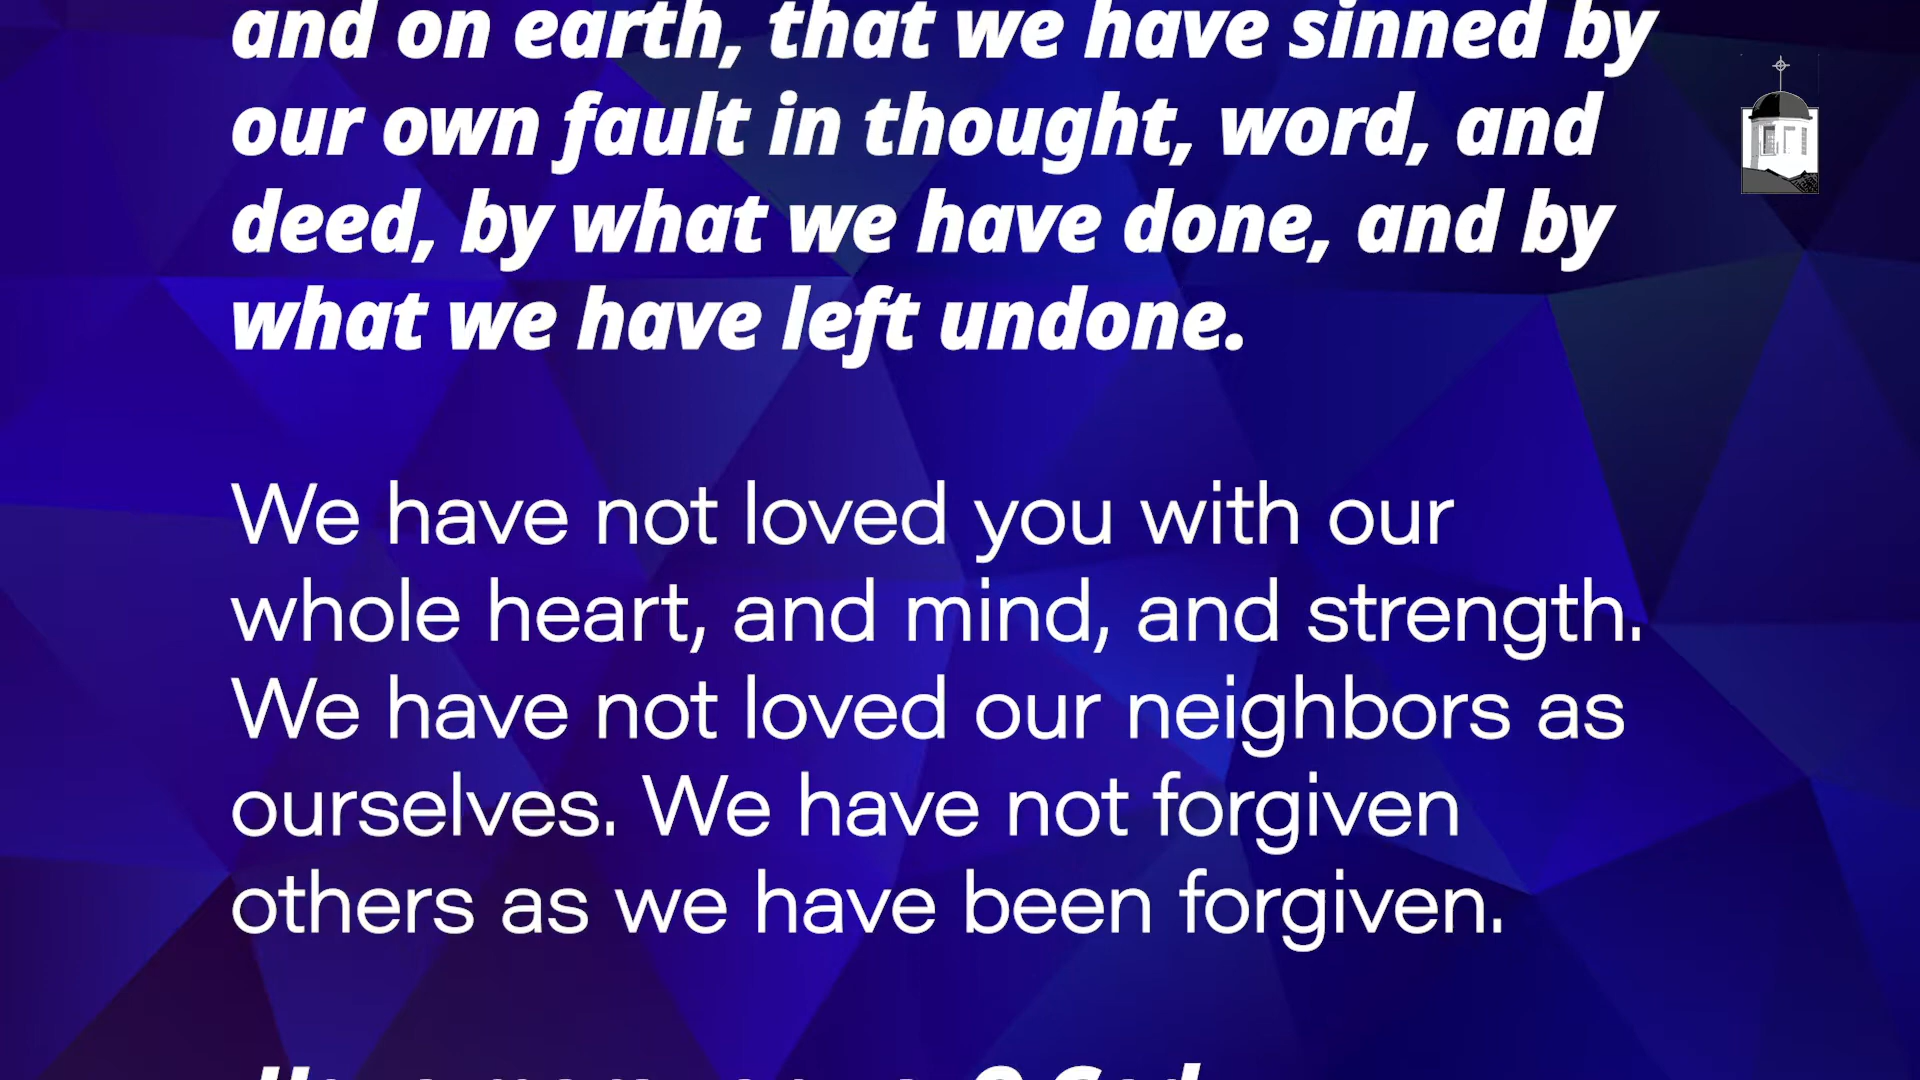 and on earth, that we have sinned by
our own fault in thought, word, and
deed, by what we have done, and by
what we have left undone.
We have not loved you with our
whole heart, and mind, and strength.
We have not loved our neighbors as
ourselves. We have not forgiven
others as we have been forgiven.